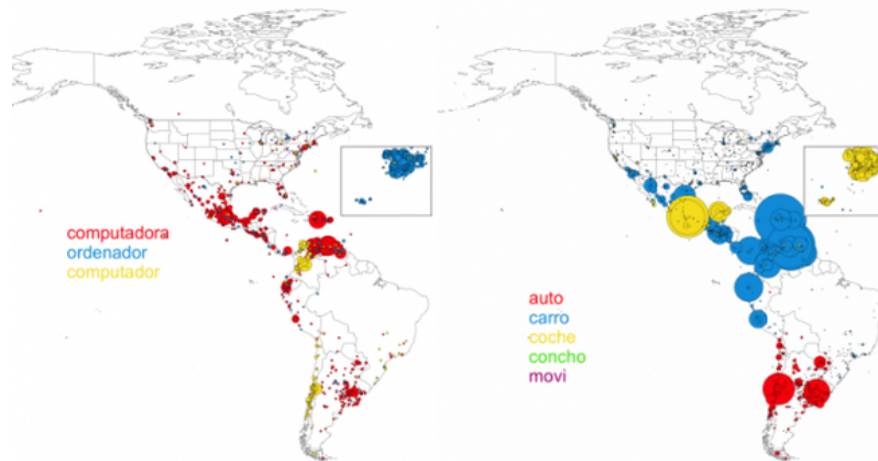 computadora
ordenador
computador
auto
carro
coche
concho
movi